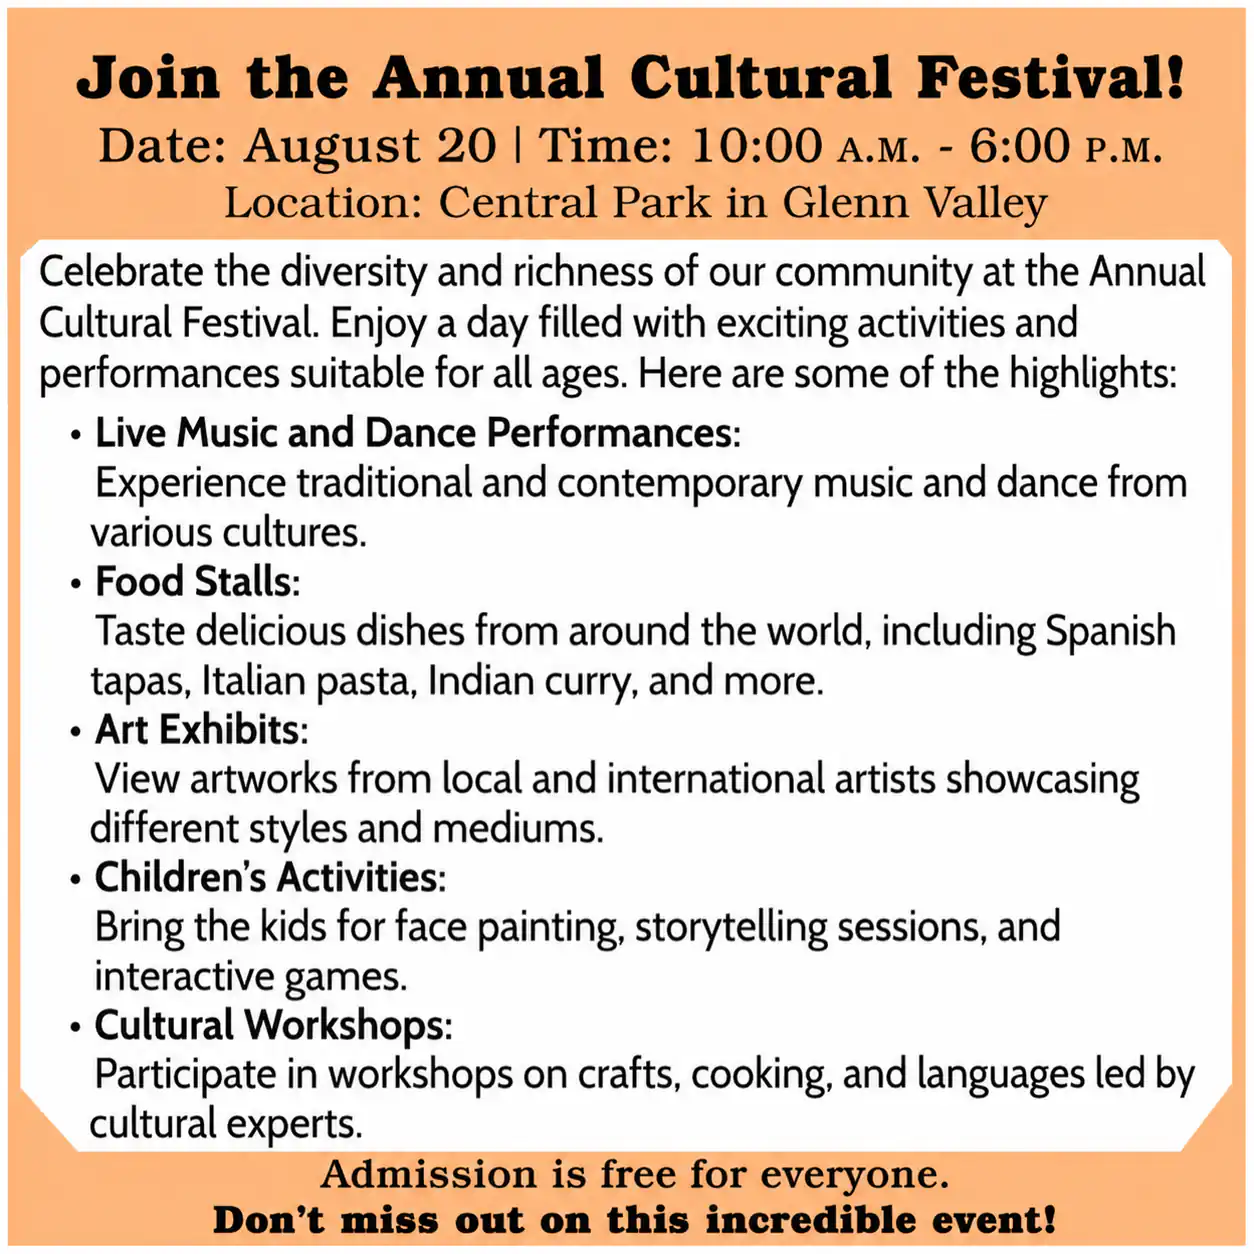 Join the Annual Cultural Festival!
Date: August 20 | Time: 10:00 A.M. - 6:00 P.M.
Location: Central Park in Glenn Valley
Celebrate the diversity and richness of our community at the Annual
Cultural Festival. Enjoy a day filled with exciting activities and
performances suitable for all ages. Here are some of the highlights:
• Live Music and Dance Performances:
Experience traditional and contemporary music and dance from
various cultures.
• Food Stalls:
Taste delicious dishes from around the world, including Spanish
tapas, Italian pasta, Indian curry, and more.
• Art Exhibits:
View artworks from local and international artists showcasing
different styles and mediums.
• Children’s Activities:
Bring the kids for face painting, storytelling sessions, and
interactive games.
• Cultural Workshops:
Participate in workshops on crafts, cooking, and languages led by
cultural experts.
Admission is free for everyone.
Don’t miss out on this incredible event!